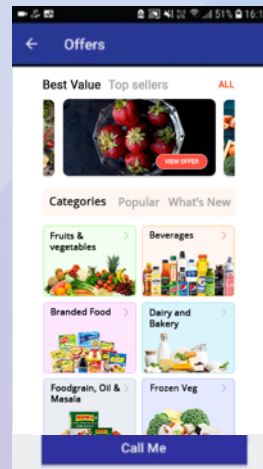 51% 16:1
Offers
Best Value Top sellers ALL
VIEW OFFER
Categories Popular What's New
Fruits &
vegetables
Beverages
Branded Food
Dairy and
Bakery
Foodgrain, Oil &
Masala
Frozen Veg
Call Me